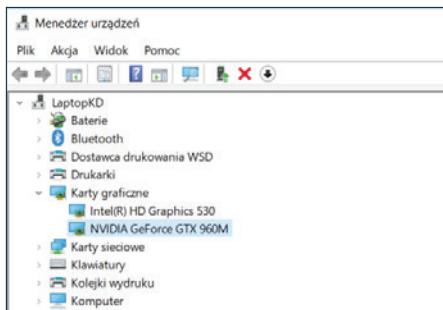 Menedżer urządzeń
Plik Akcja Widok Pomoc
LaptopKD
Baterie
Bluetooth
Dostawca drukowania WSD
Drukarki
Karty graficzne
Intel(R) HD Graphics 530
NVIDIA GeForce GTX 960M
Karty sieciowe
Klawiatury
Kolejki wydruku
Komputer